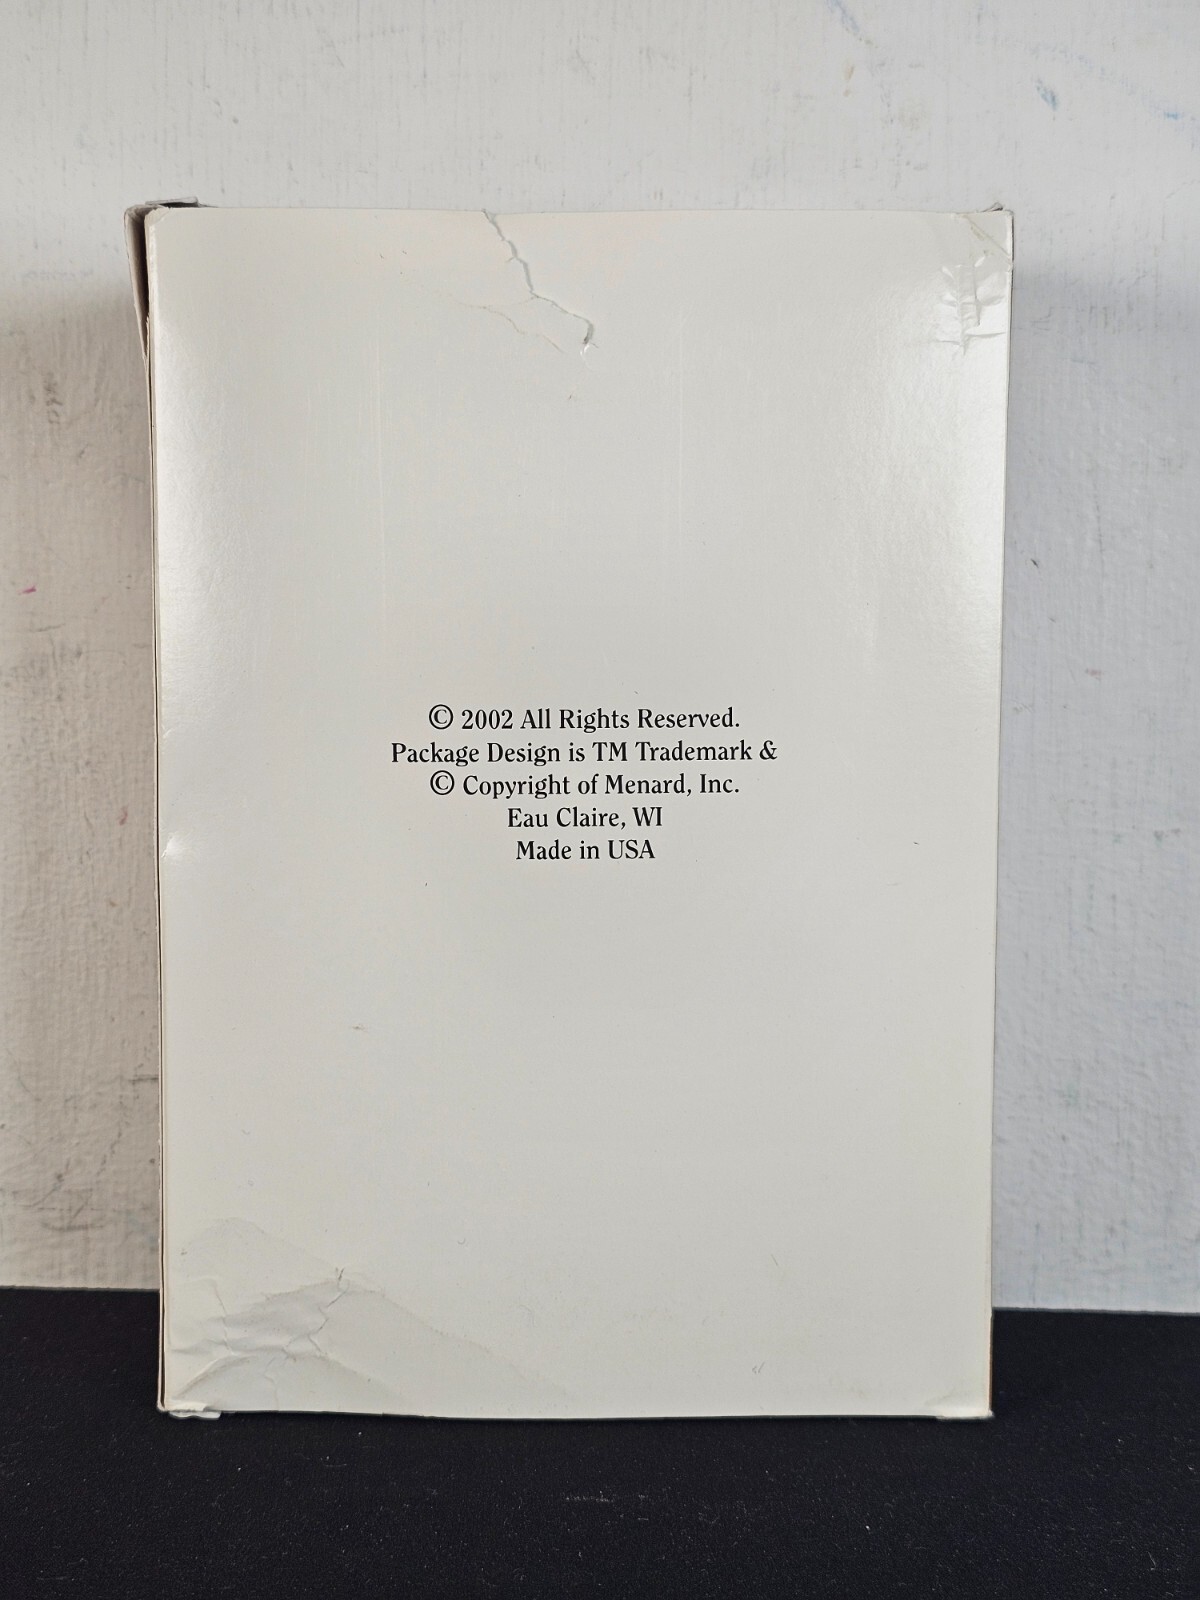 © 2002 All Rights Reserved.
Package Design is TM Trademark &
© Copyright of Menard, Inc.
Eau Claire, WI
Made in USA